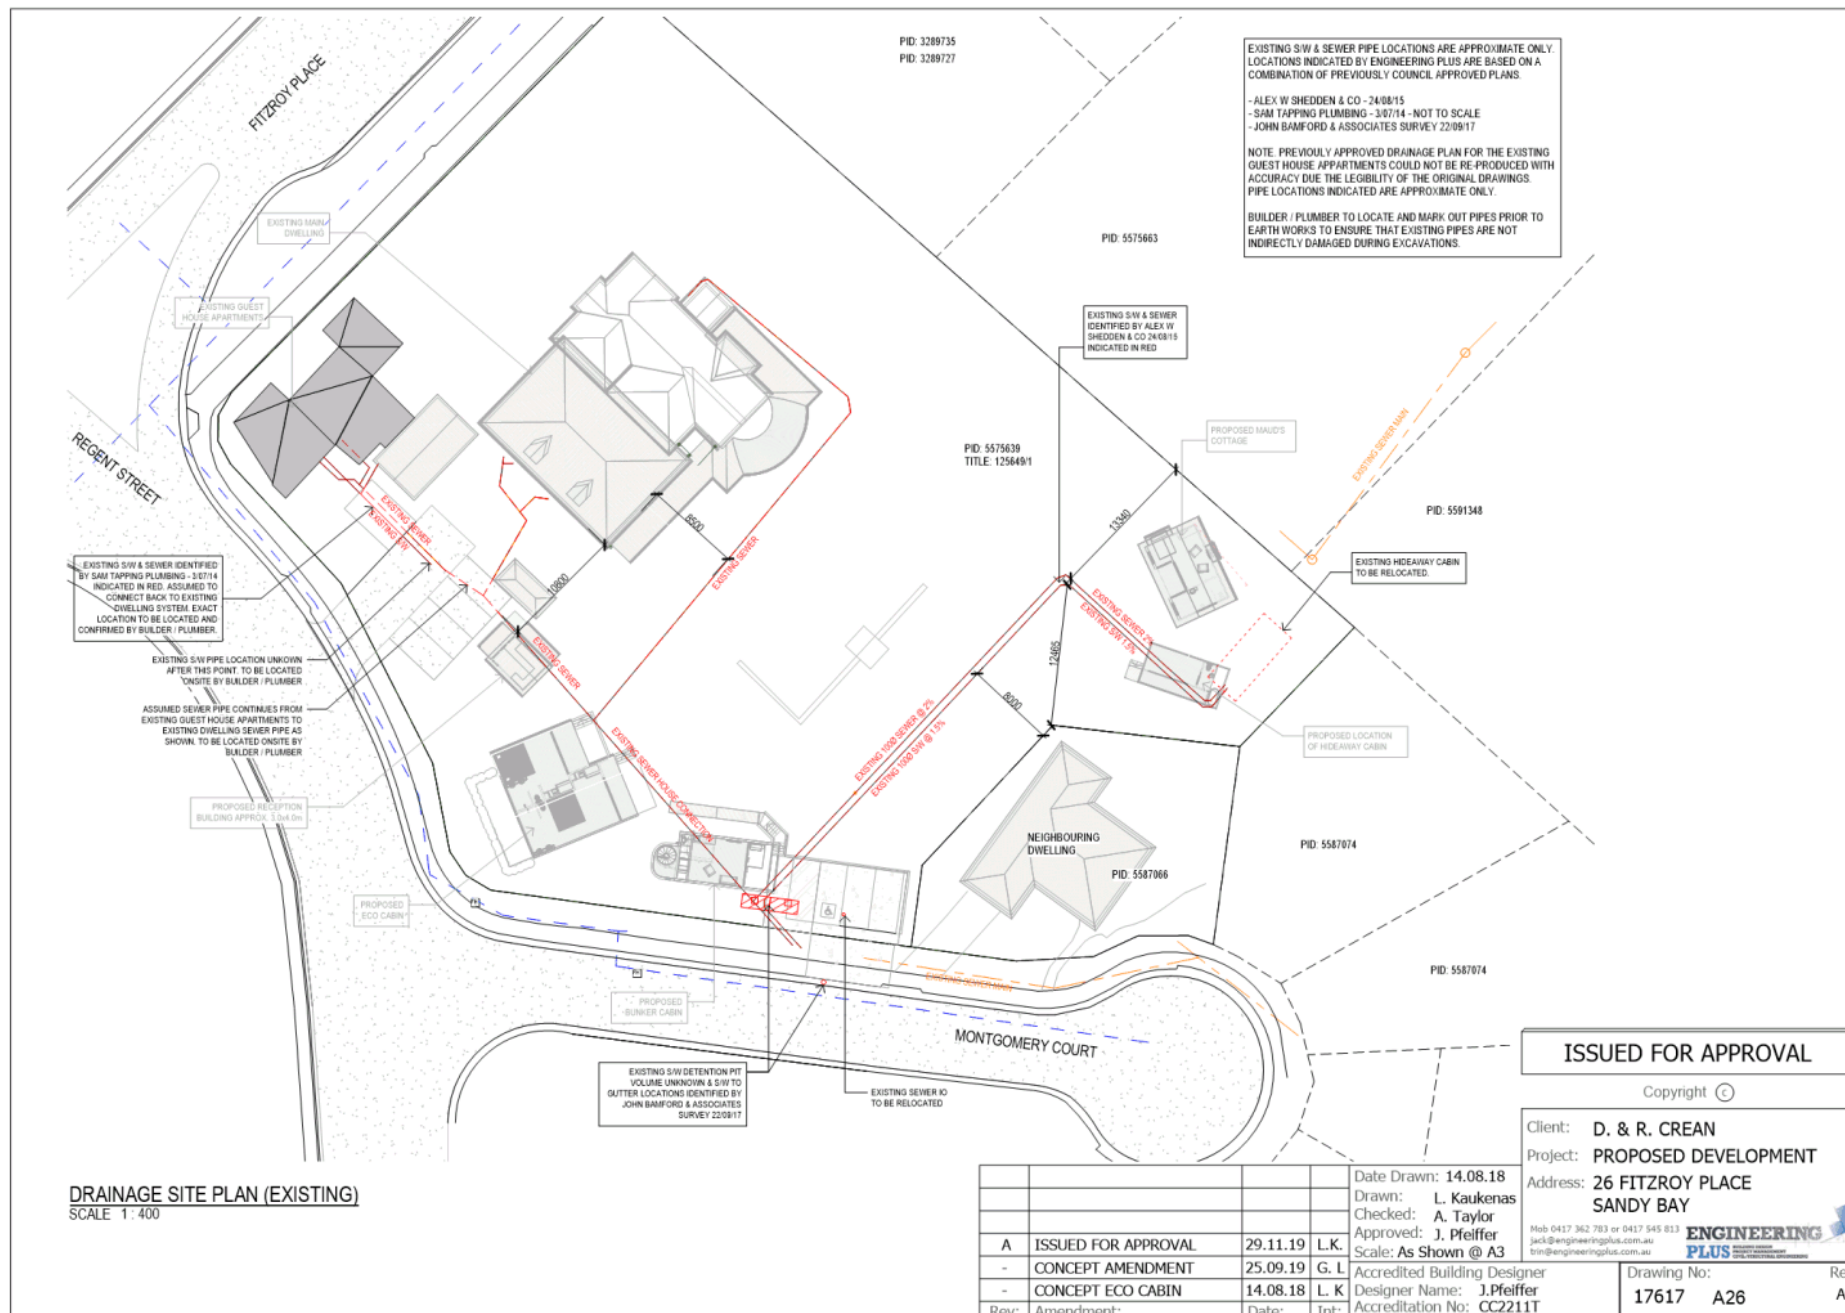 FITZROY PLACE
PID: 3289735
PID: 3289727
EXISTING S/W & SEWER PIPE LOCATIONS ARE APPROXIMATE ONLY.
LOCATIONS INDICATED BY ENGINEERING PLUS ARE BASED ON A
COMBINATION OF PREVIOUSLY COUNCIL APPROVED PLANS.
- ALEX W SHEDDEN & CO - 24/08/15
- SAM TAPPING PLUMBING - 3/07/14 - NOT TO SCALE
- JOHN BAMFORD & ASSOCIATES SURVEY 22/09/17
NOTE. PREVIOULY APPROVED DRAINAGE PLAN FOR THE EXISTING
GUEST HOUSE APPARTMENTS COULD NOT BE RE-PRODUCED WITH
ACCURACY DUE THE LEGIBILITY OF THE ORIGINAL DRAWINGS.
PIPE LOCATIONS INDICATED ARE APPROXIMATE ONLY.
BUILDER / PLUMBER TO LOCATE AND MARK OUT PIPES PRIOR TO
EARTH WORKS TO ENSURE THAT EXISTING PIPES ARE NOT
INDIRECTLY DAMAGED DURING EXCAVATIONS.
EXISTING MAIN
DWELLING
PID: 5575663
EXISTING GUEST
HOUSE APARTMENTS
EXISTING S/W & SEWER
IDENTIFIED BY ALEX W
SHEDDEN & CO 24/08/15
INDICATED IN RED
REGENT STREET
PROPOSED MAUD'S
COTTAGE
EXISTING SEWER MAIN
PID: 5575639
TITLE: 125649/1
PID: 5591348
EXISTING SEWER
EXISTING S/W
8500
13340
EXISTING SEWER
10800
EXISTING HIDEAWAY CABIN
TO BE RELOCATED.
EXISTING S/W & SEWER IDENTIFIED
BY SAM TAPPING PLUMBING - 3/07/14
INDICATED IN RED. ASSUMED TO
CONNECT BACK TO EXISTING
DWELLING SYSTEM. EXACT
LOCATION TO BE LOCATED AND
CONFIRMED BY BUILDER / PLUMBER.
EXISTING SEWER 2%
EXISTING S/W 1.5%
12465
EXISTING SEWER
EXISTING S/W PIPE LOCATION UNKOWN
AFTER THIS POINT. TO BE LOCATED
ONSITE BY BUILDER / PLUMBER
8000
ASSUMED SEWER PIPE CONTINUES FROM
EXISTING GUEST HOUSE APARTMENTS TO
EXISTING DWELLING SEWER PIPE AS
SHOWN. TO BE LOCATED ONSITE BY
BUILDER / PLUMBER
EXISTING 100Ø SEWER @ 2%
EXISTING 100Ø S/W @ 1.5%
EXISTING SEWER HOUSE CONNECTION
PROPOSED LOCATION
OF HIDEAWAY CABIN
PROPOSED RECEPTION
BUILDING APPROX. 3.0x4.0m
NEIGHBOURING
DWELLING
PID: 5587074
PID: 5587066
PROPOSED
ECO CABIN
PID: 5587074
EXISTING SEWER MAIN
PROPOSED
BUNKER CABIN
MONTGOMERY COURT
EXISTING S/W DETENTION PIT
VOLUME UNKNOWN & S/W TO
GUTTER LOCATIONS IDENTIFIED BY
JOHN BAMFORD & ASSOCIATES
SURVEY 22/09/17
EXISTING SEWER IO
TO BE RELOCATED
DRAINAGE SITE PLAN (EXISTING)
SCALE 1 : 400
ISSUED FOR APPROVAL
Copyright ©
Client: D. & R. CREAN
Project: PROPOSED DEVELOPMENT
Address: 26 FITZROY PLACE
SANDY BAY
Mob 0417 362 783 or 0417 545 813
jack@engineeringplus.com.au
trin@engineeringplus.com.au
ENGINEERING
PLUS
Date Drawn: 14.08.18
Drawn: L. Kaukenas
Checked: A. Taylor
Approved: J. Pfeiffer
Scale: As Shown @ A3
Accredited Building Designer
Designer Name: J.Pfeiffer
Accreditation No: CC2211T
A ISSUED FOR APPROVAL 29.11.19 L.K.
- CONCEPT AMENDMENT 25.09.19 G. L
- CONCEPT ECO CABIN 14.08.18 L. K
Rev: Amendment: Date: Int:
Drawing No: Re
17617 A26 A